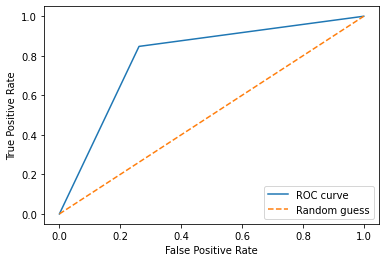 1.0
0.8
0.6
0.4
0.2
0.0
True Positive Rate
0.0 0.2 0.4 0.6 0.8 1.0
False Positive Rate
ROC curve
Random guess